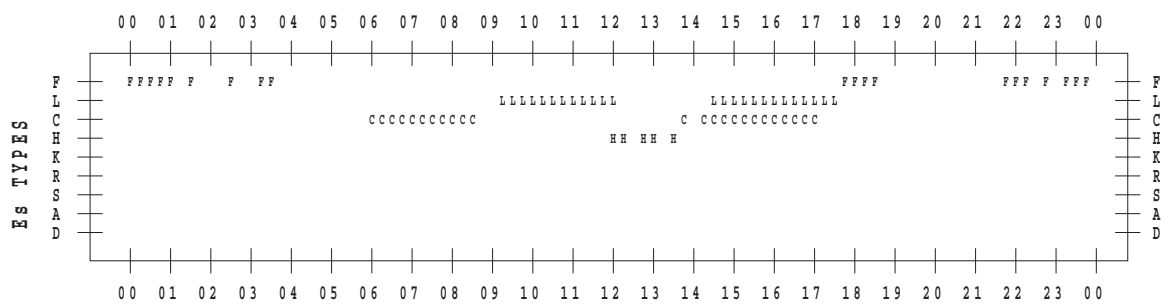 00 01 02 03 04 05 06 07 08 09 10 11 12 13 14 15 16 17 18 19 20 21 22 23 00
F FFFFF F F FF FFFF FFF F FFF F
L LLLLLLLLLLLL LLLLLLLLLLLLL L
C CCCCCCCCCCC C CCCCCCCCCCCC C
H HH HH H H
K K
R R
S S
A A
D D
Es TYPES
00 01 02 03 04 05 06 07 08 09 10 11 12 13 14 15 16 17 18 19 20 21 22 23 00